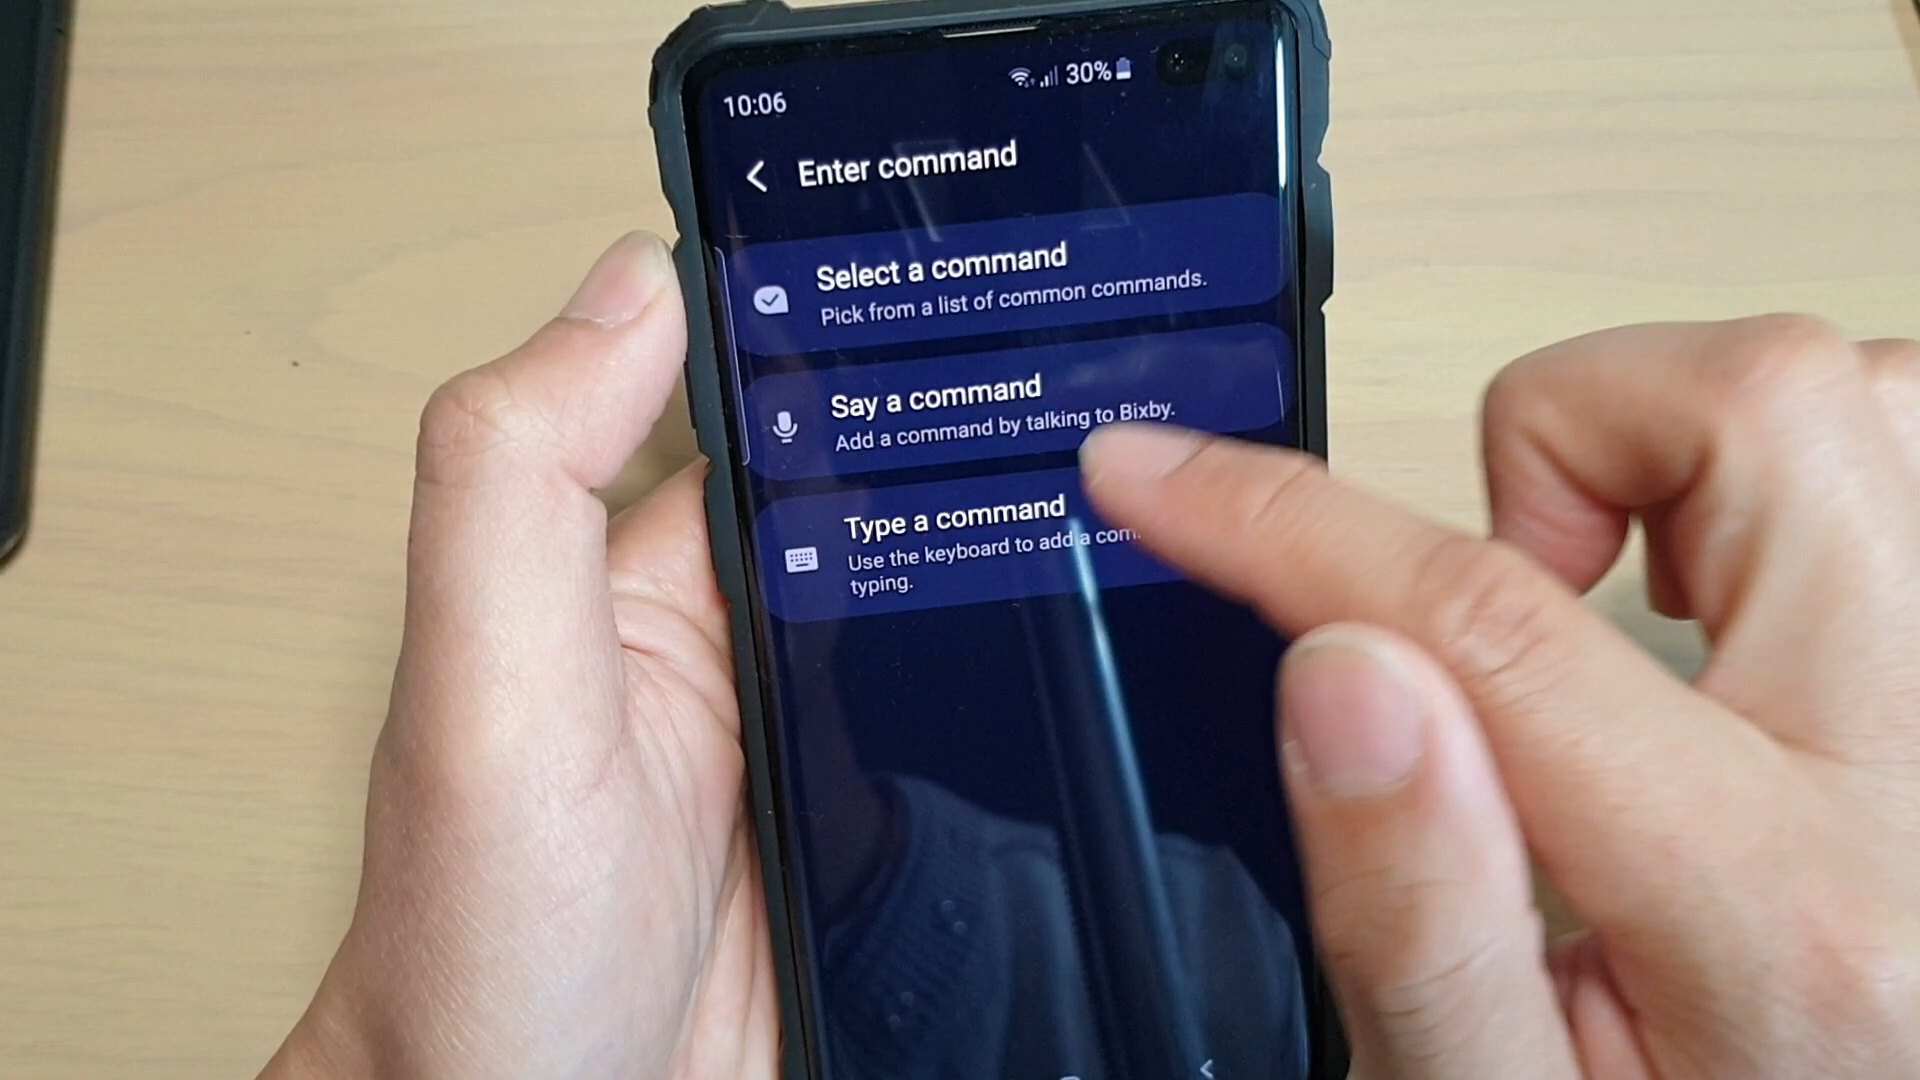 10:06
30%
Enter command
Select a command
Pick from a list of common commands.
Say a command
Add a command by talking to Bixby.
Type a command
Use the keyboard to add a
typing.